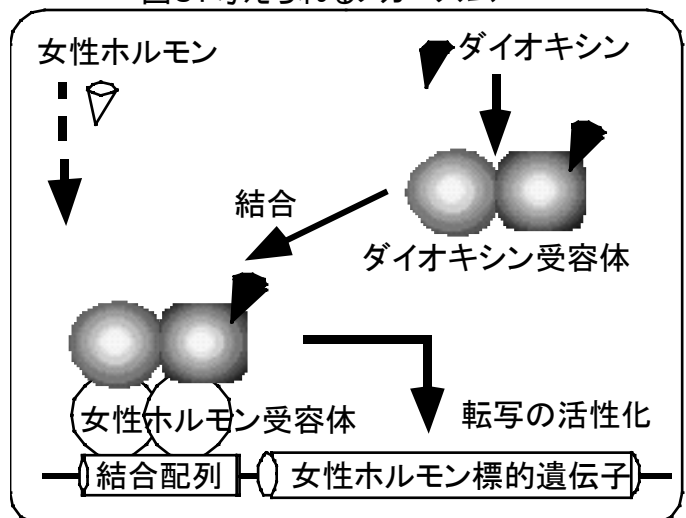 女性ホルモン
ダイオキシン
結合
ダイオキシン受容体
女性ホルモン受容体
転写の活性化
結合配列
女性ホルモン標的遺伝子